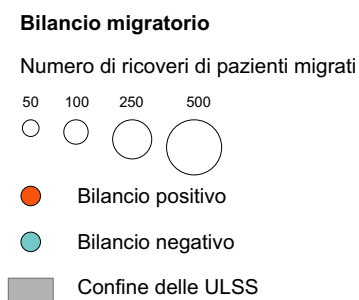 Bilancio migratorio
Numero di ricoveri di pazienti migrati
50 100 250 500
Bilancio positivo
Bilancio negativo
Confine delle ULSS